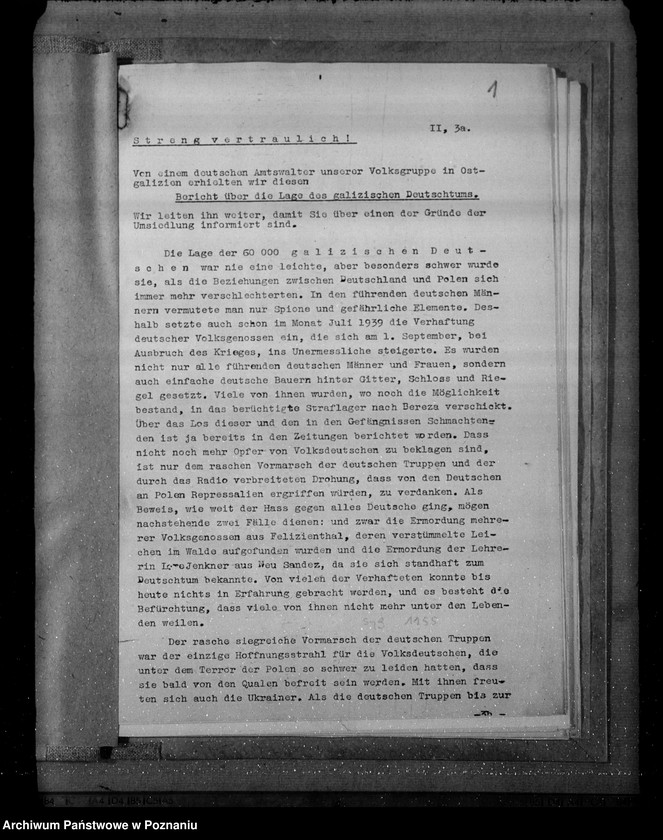 1
II, 3a.
Streng vertraulich!
Von einem deutschen Amtswalter unserer Volksgruppe in Ost-
galizien erhielten wir diesen
Bericht über die Lage des galizischen Deutschtums.
Wir leiten ihn weiter, damit Sie über einen der Gründe der
Umsiedlung informiert sind.
Die Lage der 60 000 galizischen Deut-
schen war nie eine leichte, aber besonders schwer wurde
sie, als die Beziehungen zwischen Deutschland und Polen sich
immer mehr verschlechterten. In den führenden deutschen Män-
nern vermutete man nur Spione und gefährliche Elemente. Des-
halb setzte auch schon im Monat Juli 1939 die Verhaftung
deutscher Volksgenossen ein, die sich am 1. September, bei
Ausbruch des Krieges, ins Unermessliche steigerte. Es wurden
nicht nur alle führenden deutschen Männer und Frauen, sondern
auch einfache deutsche Bauern hinter Gitter, Schloss und Rie-
gel gesetzt. Viele von ihnen wurden, wo noch die Möglichkeit
bestand, in das berüchtigte Straflager nach Bereza verschickt.
Über das Los dieser und den in den Gefängnissen Schmachten-
den ist ja bereits in den Zeitungen berichtet worden. Dass
nicht noch mehr Opfer von Volksdeutschen zu beklagen sind,
ist nur dem raschen Vormarsch der deutschen Truppen und der
durch das Radio verbreiteten Drohung, dass von den Deutschen
an Polen Repressalien ergriffen würden, zu verdanken. Als
Beweis, wie weit der Hass gegen alles Deutsche ging, mögen
nachstehende zwei Fälle dienen: und zwar die Ermordung mehre-
rer Volksgenossen aus Felizienthal, deren verstümmelte Lei-
chen im Walde aufgefunden wurden und die Ermordung der Lehre-
rin Jenkner aus Neu Sandez, da sie sich standhaft zum
Deutschtum bekannte. Von vielen der Verhafteten konnte bis
heute nichts in Erfahrung gebracht werden, und es besteht die
Befürchtung, dass viele von ihnen nicht mehr unter den Leben-
den weilen.
Der rasche siegreiche Vormarsch der deutschen Truppen
war der einzige Hoffnungsstrahl für die Volksdeutschen, die
unter dem Terror der Polen so schwer zu leiden hatten, dass
sie bald von den Qualen befreit sein werden. Mit ihnen freu-
ten sich auch die Ukrainer. Als die deutschen Truppen bis zur
Archiwum Państwowe w Poznaniu